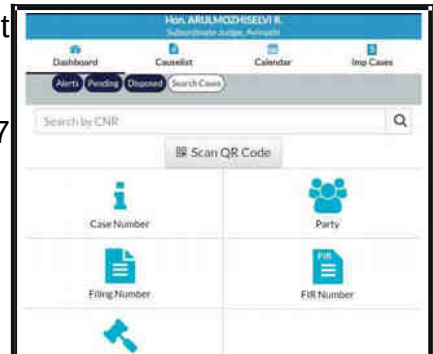 t
7
Hon. ARULMOZHISELVI R.
Subordinate Judge, Avinashi
Dashboard Causelist Calendar Imp Cases
Alerts Pending Disposed Search Cases
Search by CNR
Scan QR Code
Case Number Party
FIR
Filing Number FIR Number